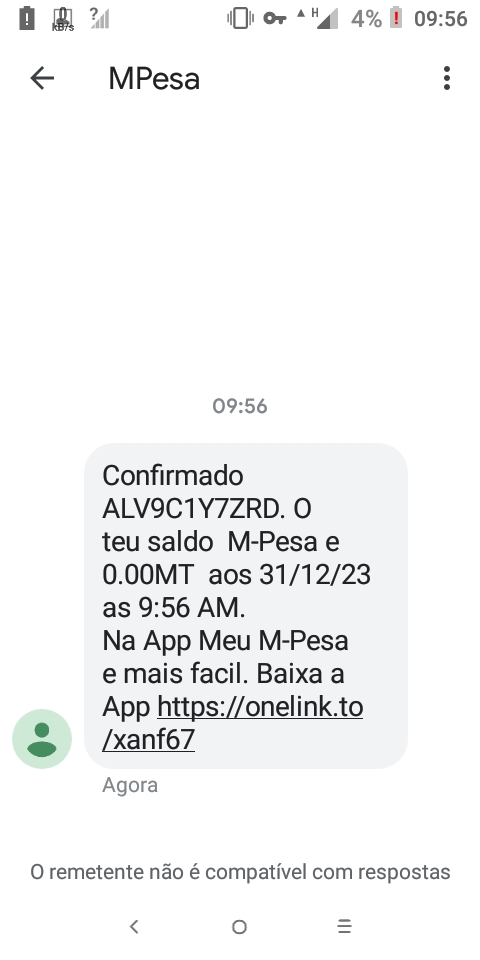 ? H 4% 09:56
kB/s
MPesa
09:56
Confirmado
ALV9C1Y7ZRD. O
teu saldo  M-Pesa e
0.00MT  aos 31/12/23
as 9:56 AM.
Na App Meu M-Pesa
e mais facil. Baixa a
App https://onelink.to
/xanf67
Agora
O remetente não é compatível com respostas